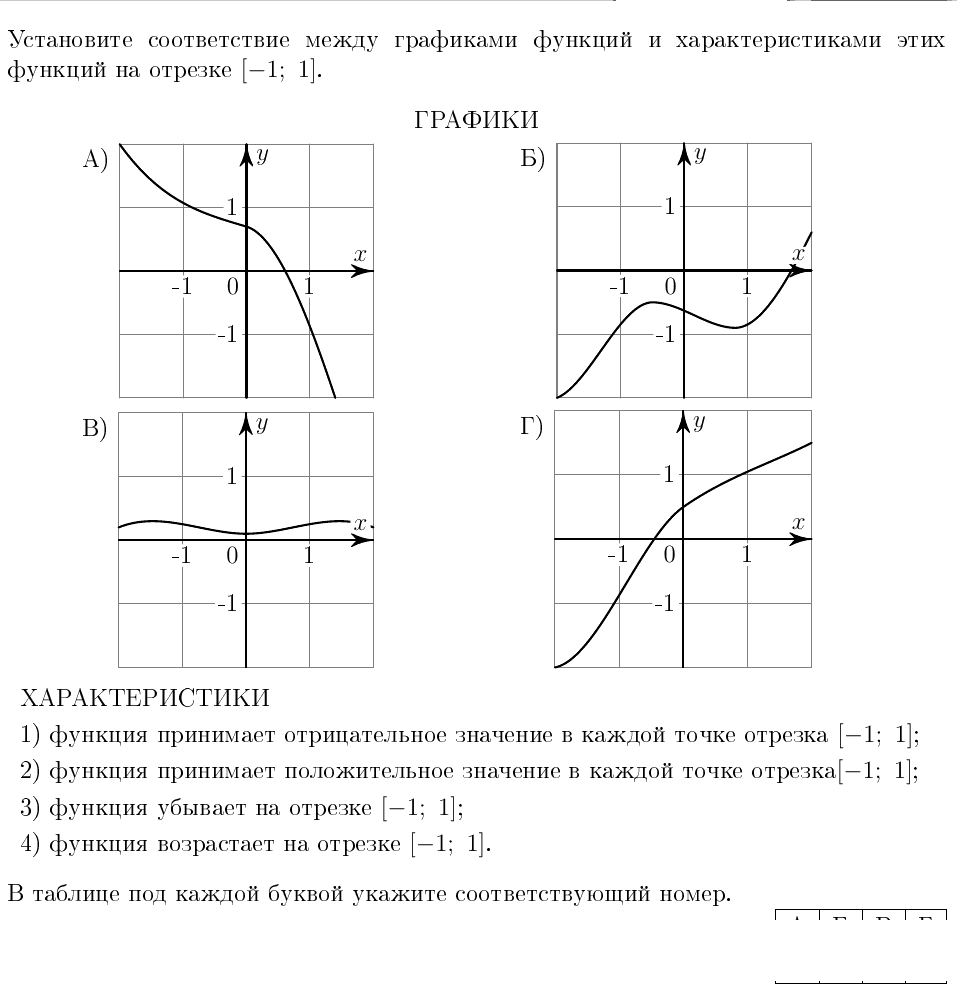 Установите соответствие между графиками функций и характеристиками этих
функций на отрезке [−1; 1].
ГРАФИКИ
А) y 1 x -1 0 1 -1
Б) y 1 x -1 0 1 -1
В) y 1 x -1 0 1 -1
Г) y 1 x -1 0 1 -1
ХАРАКТЕРИСТИКИ
1) функция принимает отрицательное значение в каждой точке отрезка [−1; 1];
2) функция принимает положительное значение в каждой точке отрезка[−1; 1];
3) функция убывает на отрезке [−1; 1];
4) функция возрастает на отрезке [−1; 1].
В таблице под каждой буквой укажите соответствующий номер.